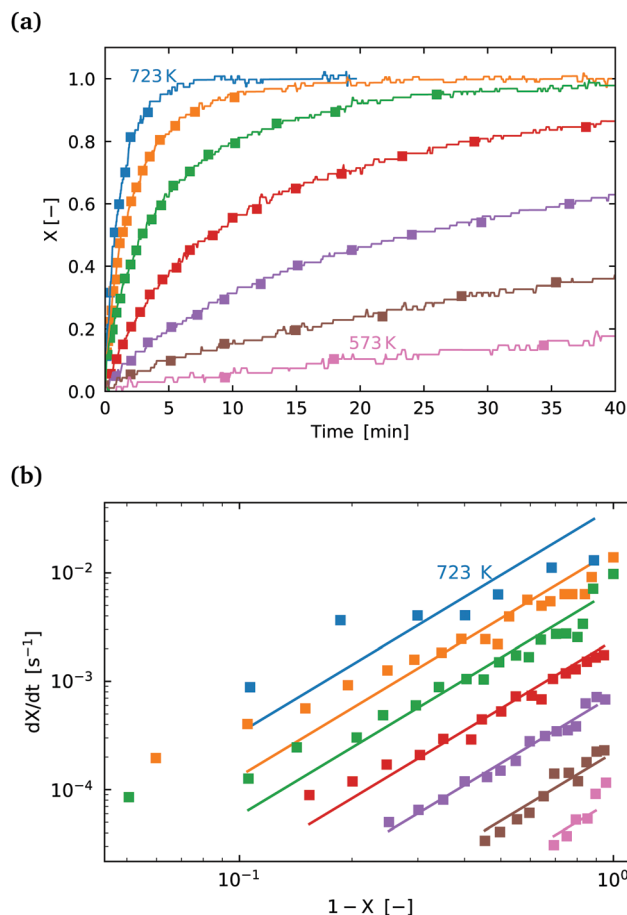 (a)
723 K
1.0
0.8
0.6
0.4
0.2
0.0
X [−]
573 K
0 5 10 15 20 25 30 35 40
Time [min]
(b)
723 K
10⁻²
10⁻³
10⁻⁴
dX/dt [s⁻¹]
10⁻¹ 10⁰
1 − X [−]